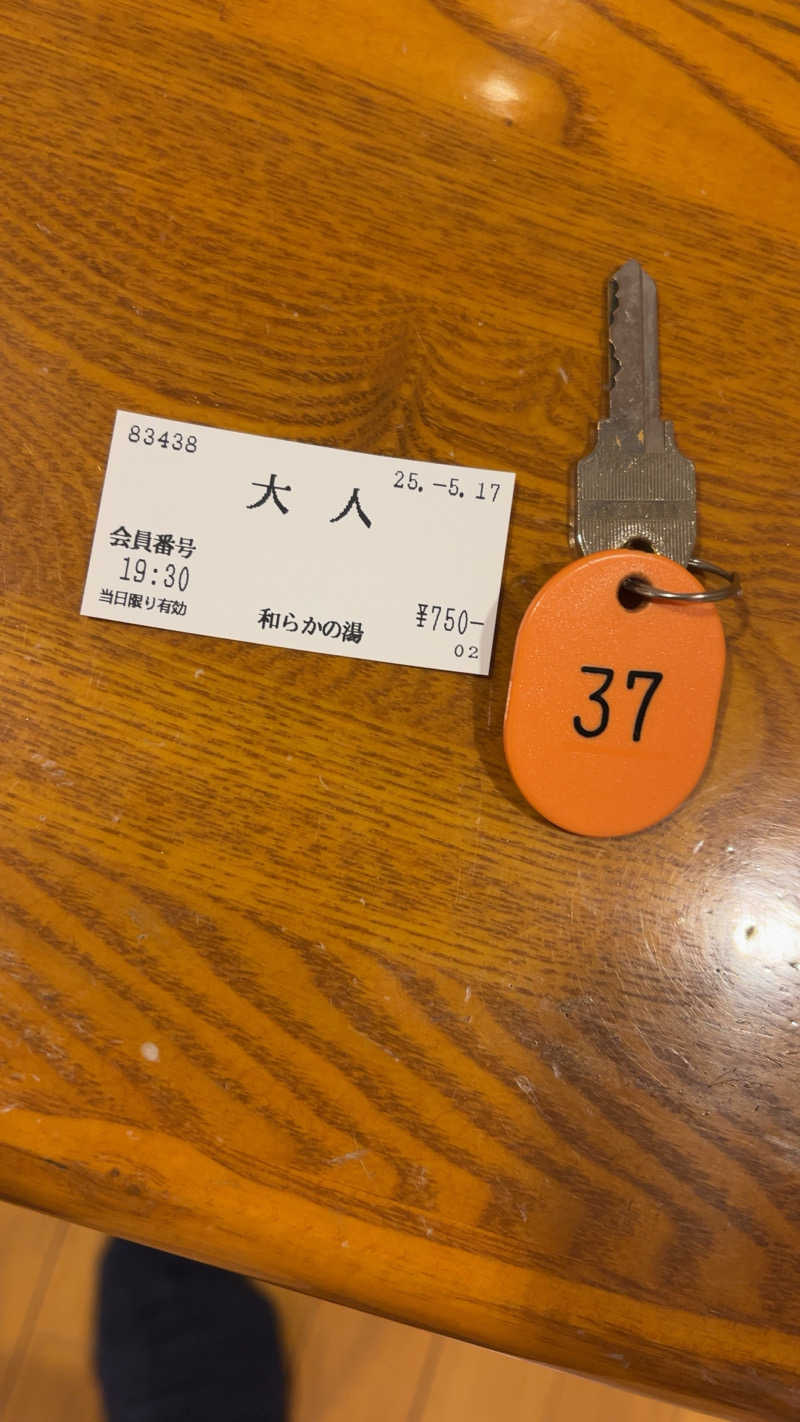 83438
25.-5.17
大人
会員番号
19:30
当日限り有効
和らかの湯
¥750-
02
37